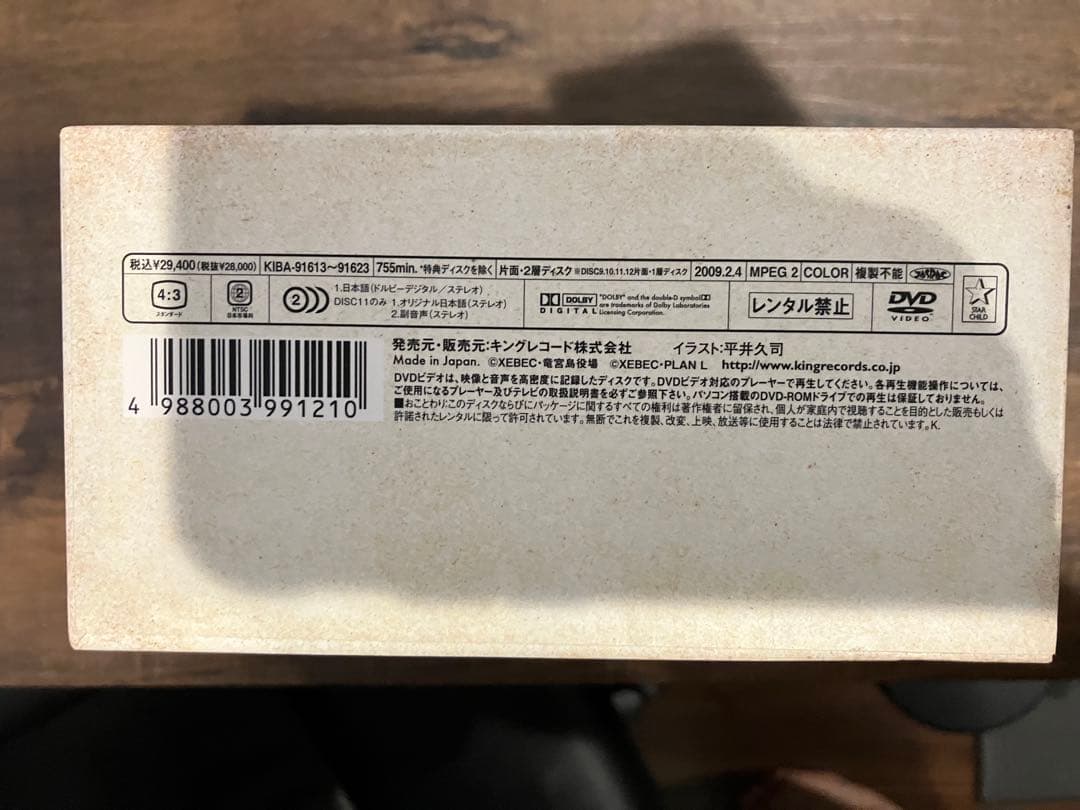 税込¥29,400(税抜¥28,000) KIBA-91613〜91623 755min. *特典ディスクを除く 片面・2層ディスク ※DISC9.10.11.12片面・1層ディスク 2009.2.4 MPEG 2 COLOR 複製不能
4:3
スタンダード
2
NTSC
日本市場向
2
1.日本語(ドルビーデジタル/ステレオ)
DISC11のみ 1.オリジナル日本語(ステレオ)
2.副音声(ステレオ)
DOLBY
DIGITAL
"DOLBY" and the double-D symbol
are trademarks of Dolby Laboratories
Licensing Corporation.
レンタル禁止
DVD
VIDEO
STAR
CHILD
発売元・販売元:キングレコード株式会社 イラスト:平井久司
Made in Japan. ©XEBEC・竜宮島役場 ©XEBEC・PLAN L http://www.kingrecords.co.jp
DVDビデオは、映像と音声を高密度に記録したディスクです。DVDビデオ対応のプレーヤーで再生してください。各再生機能操作については、
ご使用になるプレーヤー及びテレビの取扱説明書を必ずご参照下さい。パソコン搭載のDVD-ROMドライブでの再生は保証しておりません。
■おことわり:このディスクならびにパッケージに関するすべての権利は著作権者に留保され、個人が家庭内で視聴することを目的とした販売もしくは
許諾されたレンタルに限って許可されています。無断でこれを複製、改変、上映、放送等に使用することは法律で禁止されています。K.
4 988003 991210